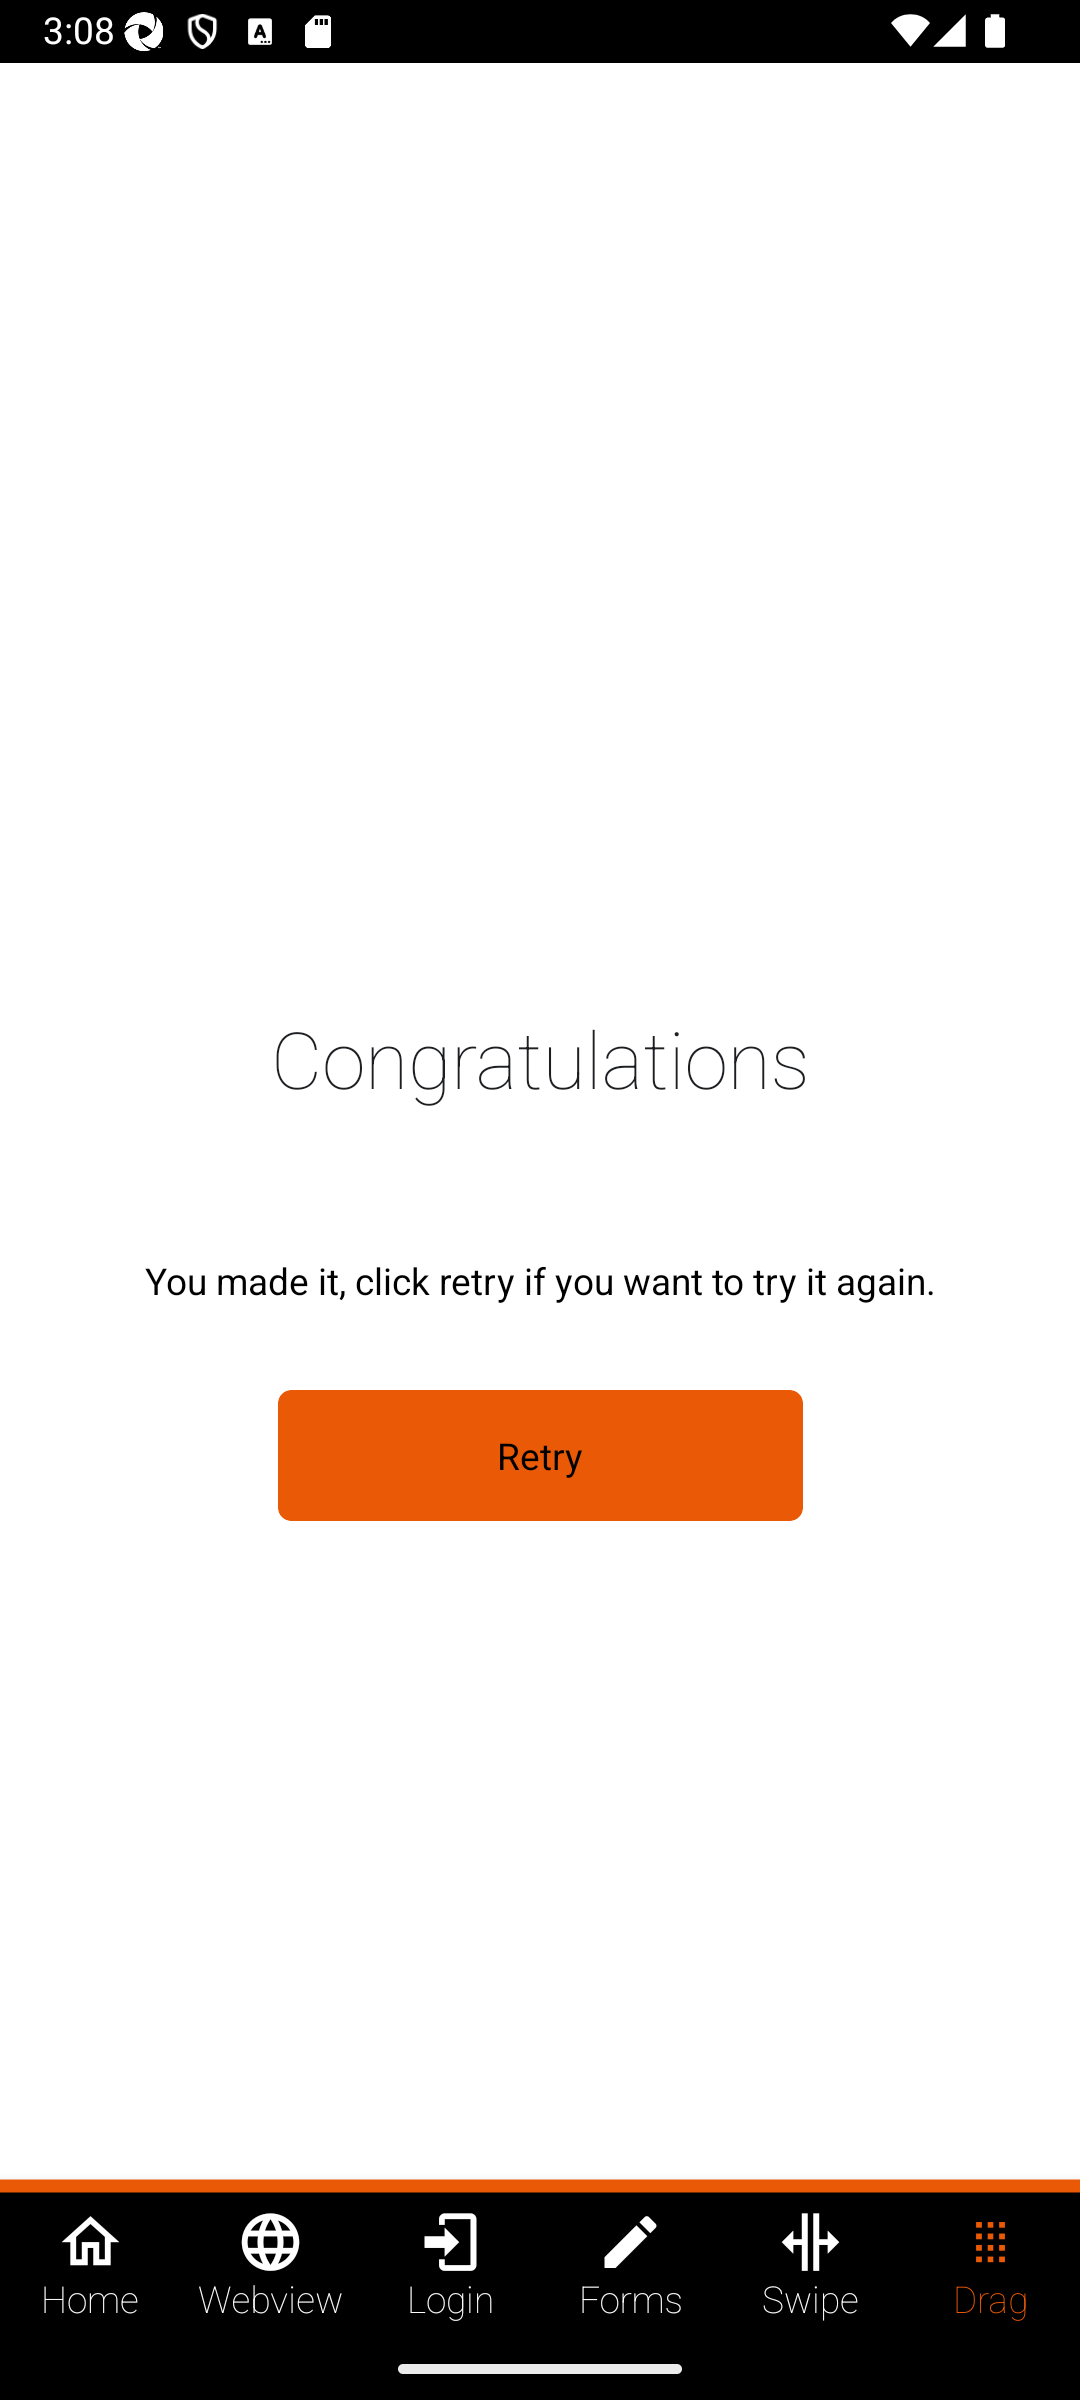 3:08
Congratulations
You made it, click retry if you want to try it again.
Retry
Home Webview Login Forms Swipe Drag